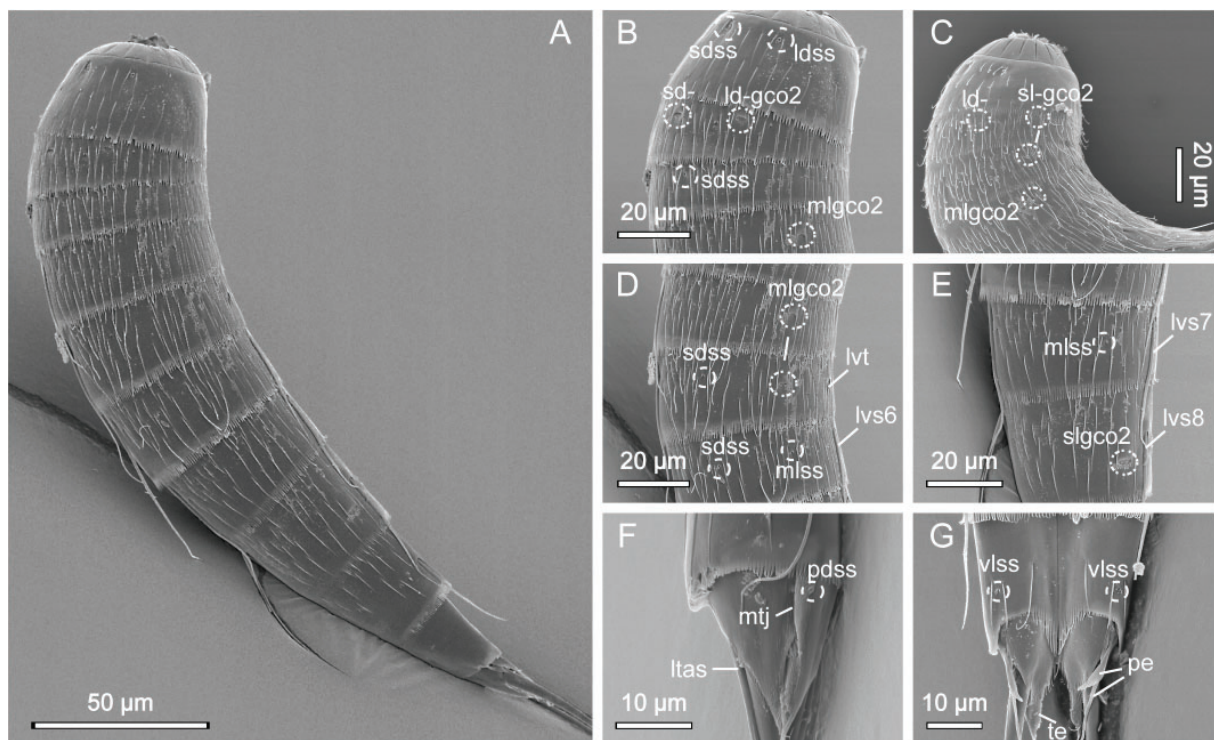 A
50 µm
B
sdss
ldss
sd-
ld-gco2
sdss
20 µm
mlgco2
C
ld-
sl-gco2
mlgco2
20 µm
D
mlgco2
sdss
lvt
lvs6
sdss
mlss
20 µm
E
mlss
lvs7
slgco2
lvs8
20 µm
F
pdss
mtj
ltas
10 µm
G
vlss
vlss
pe
te
10 µm